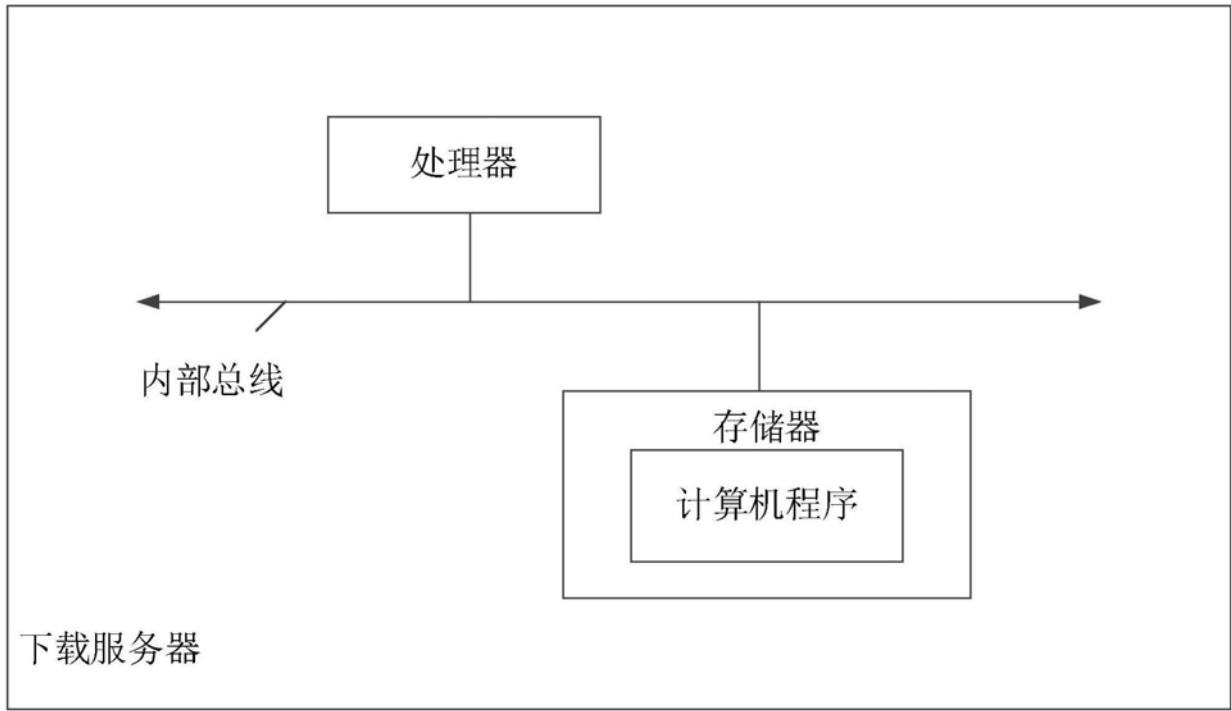 处理器
内部总线
存储器
计算机程序
下载服务器